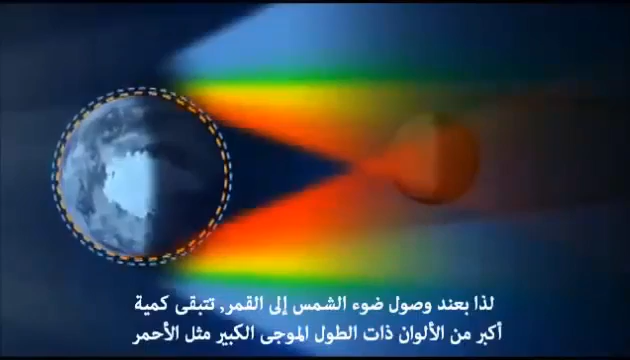 لذا بعند وصول ضوء الشمس إلى القمر, تتبقى كمية
أكبر من الألوان ذات الطول الموجى الكبير مثل الأحمر